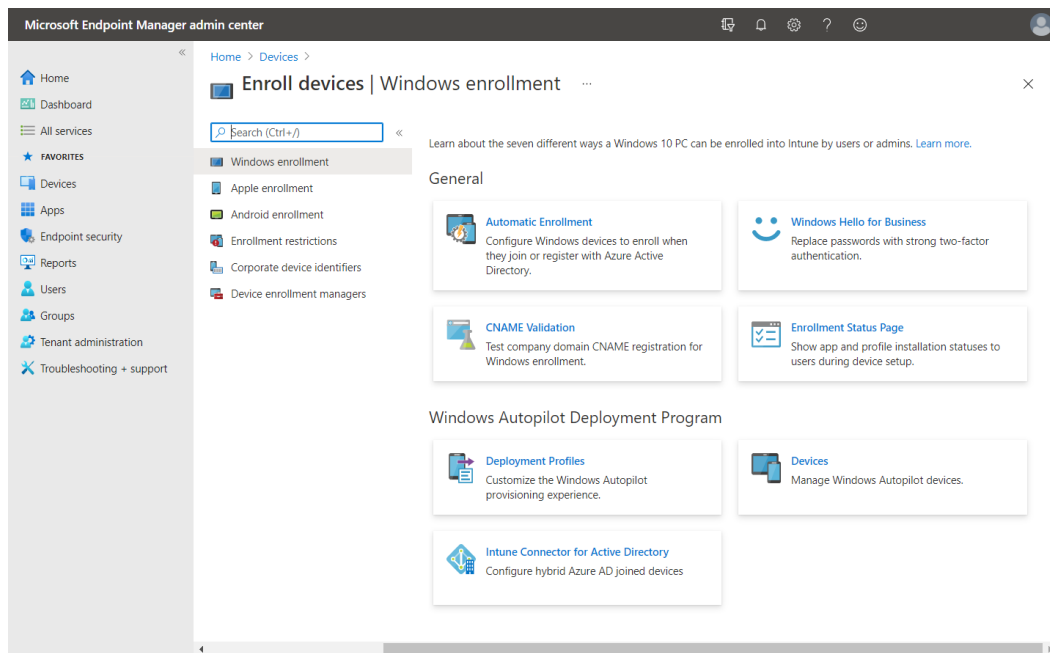 Microsoft Endpoint Manager admin center
Home
Dashboard
All services
FAVORITES
Devices
Apps
Endpoint security
Reports
Users
Groups
Tenant administration
Troubleshooting + support
Home > Devices >
Enroll devices | Windows enrollment ...
Search (Ctrl+/)
Windows enrollment
Apple enrollment
Android enrollment
Enrollment restrictions
Corporate device identifiers
Device enrollment managers
Learn about the seven different ways a Windows 10 PC can be enrolled into Intune by users or admins. Learn more.
General
Automatic Enrollment
Configure Windows devices to enroll when
they join or register with Azure Active
Directory.
Windows Hello for Business
Replace passwords with strong two-factor
authentication.
CNAME Validation
Test company domain CNAME registration for
Windows enrollment.
Enrollment Status Page
Show app and profile installation statuses to
users during device setup.
Windows Autopilot Deployment Program
Deployment Profiles
Customize the Windows Autopilot
provisioning experience.
Devices
Manage Windows Autopilot devices.
Intune Connector for Active Directory
Configure hybrid Azure AD joined devices